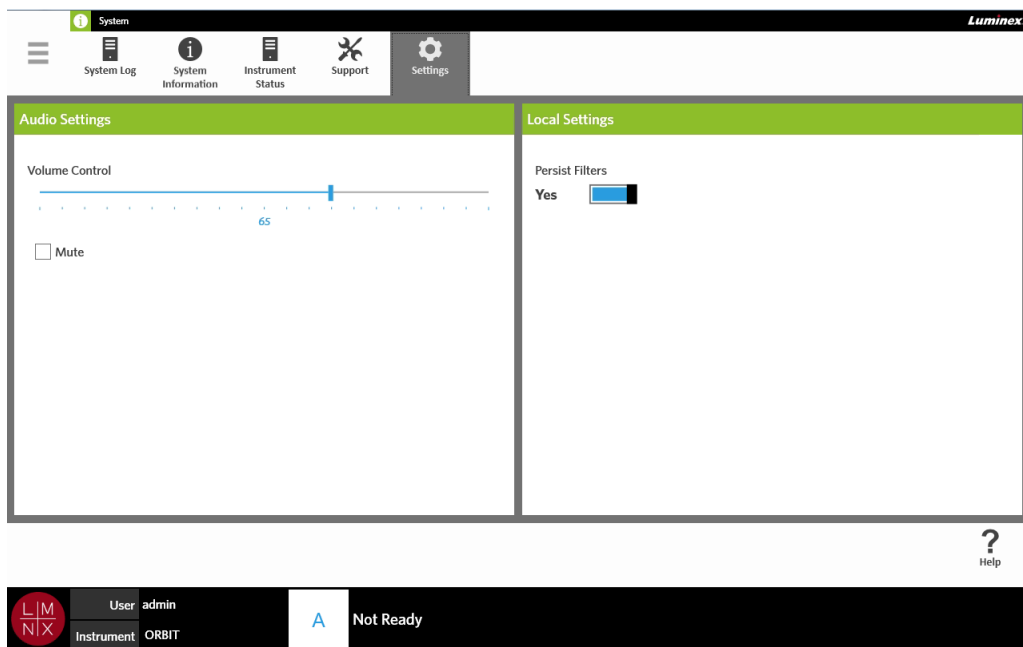 System
Luminex
System Log
System
Information
Instrument
Status
Support
Settings
Audio Settings
Volume Control
65
Mute
Local Settings
Persist Filters
Yes
?
Help
L M
N X
User admin
Instrument ORBIT
A
Not Ready